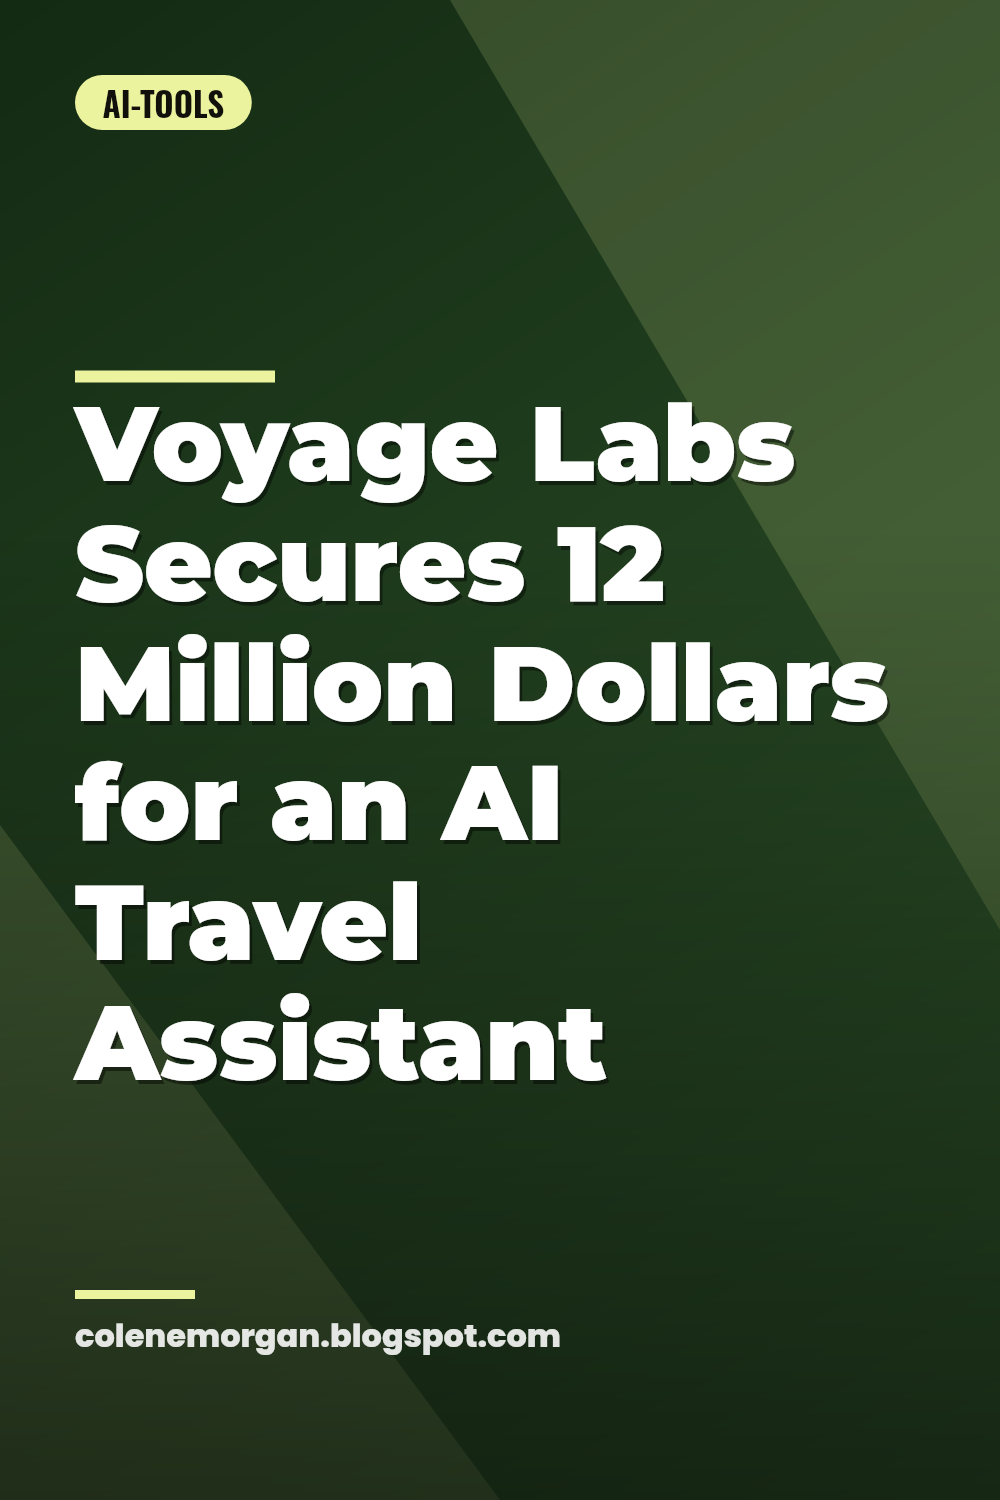 AI-TOOLS
Voyage Labs
Secures 12
Million Dollars
for an AI
Travel
Assistant
colenemorgan.blogspot.com